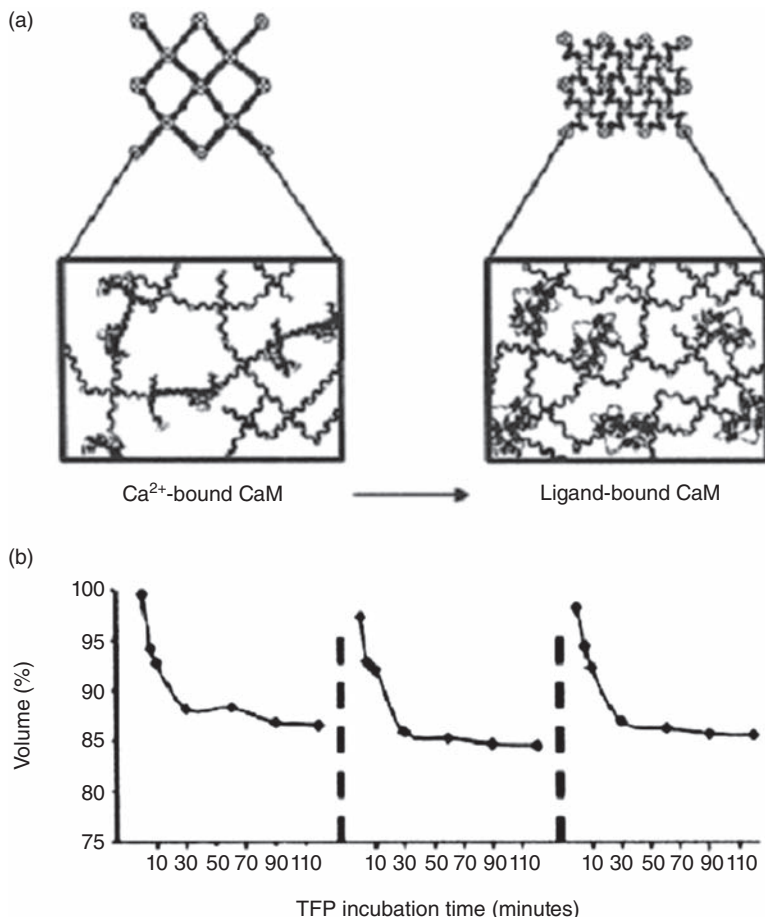 (a)
Ca²⁺-bound CaM
Ligand-bound CaM
(b)
100
95
90
85
80
75
Volume (%)
10 30 50 70 90 110
10 30 50 70 90 110
10 30 50 70 90 110
TFP incubation time (minutes)